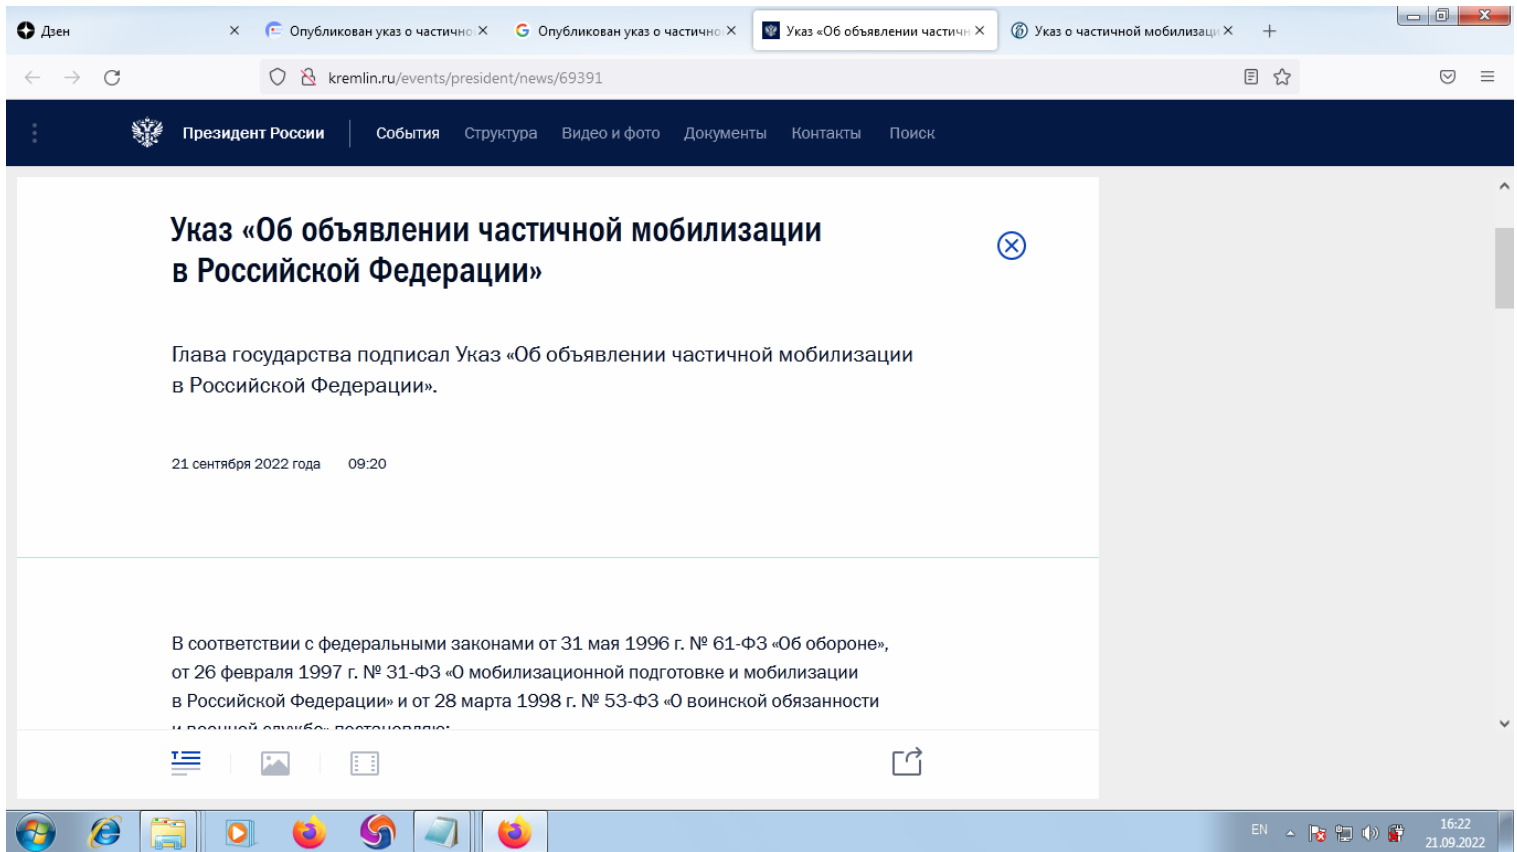 Дзен
Опубликован указ о частично
Опубликован указ о частично
Указ «Об объявлении частичн
Указ о частичной мобилизаци
kremlin.ru/events/president/news/69391
Президент России
События
Структура
Видео и фото
Документы
Контакты
Поиск
Указ «Об объявлении частичной мобилизации
в Российской Федерации»
Глава государства подписал Указ «Об объявлении частичной мобилизации
в Российской Федерации».
21 сентября 2022 года 09:20
В соответствии с федеральными законами от 31 мая 1996 г. № 61-ФЗ «Об обороне»,
от 26 февраля 1997 г. № 31-ФЗ «О мобилизационной подготовке и мобилизации
в Российской Федерации» и от 28 марта 1998 г. № 53-ФЗ «О воинской обязанности
и военной службе» постановляю:
EN
16:22
21.09.2022